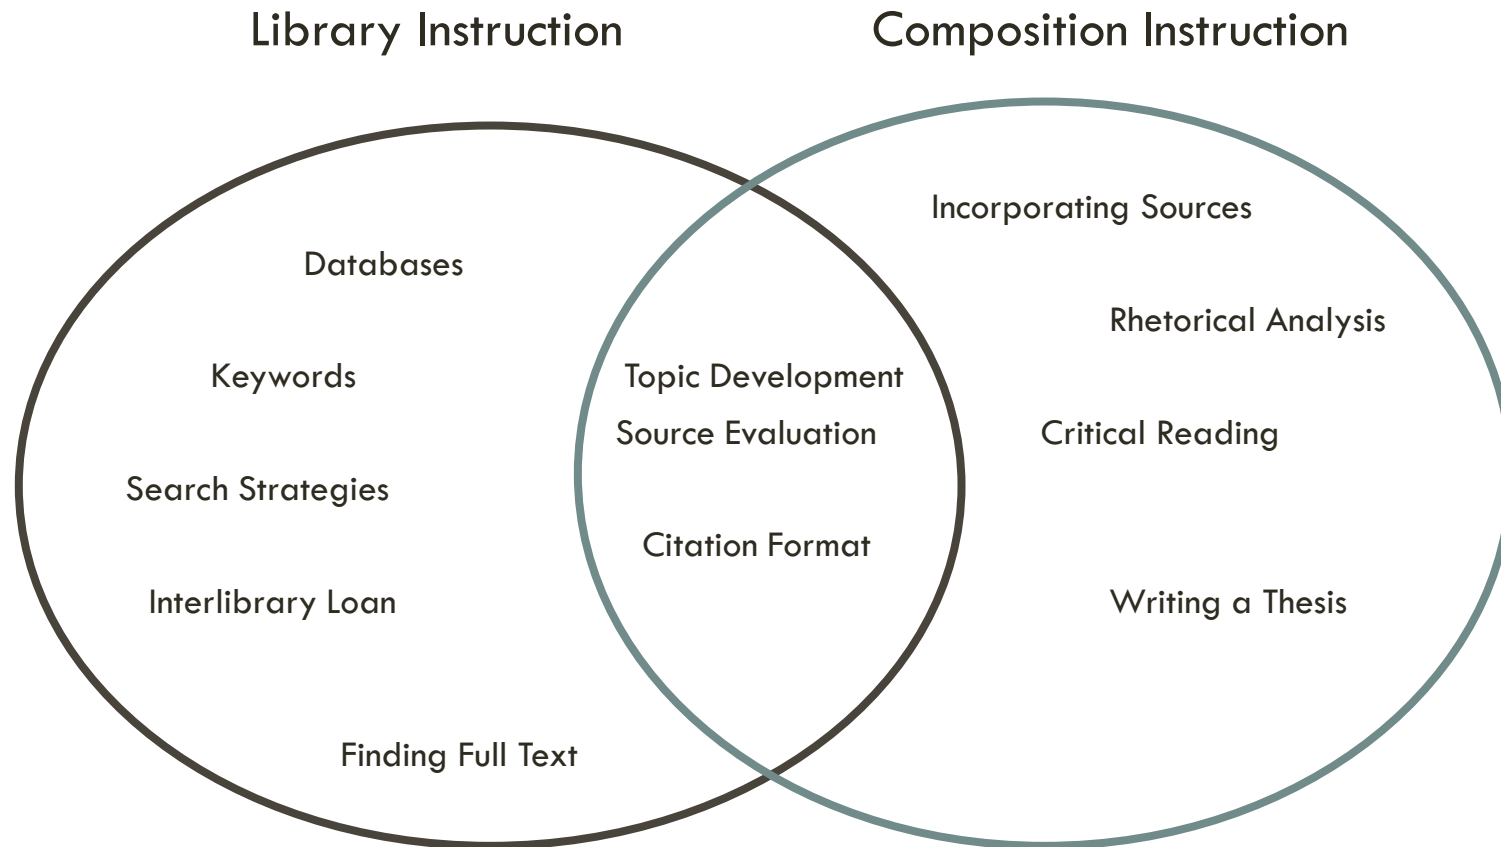 Library Instruction
Composition Instruction
Databases
Keywords
Search Strategies
Interlibrary Loan
Finding Full Text
Topic Development
Source Evaluation
Citation Format
Incorporating Sources
Rhetorical Analysis
Critical Reading
Writing a Thesis